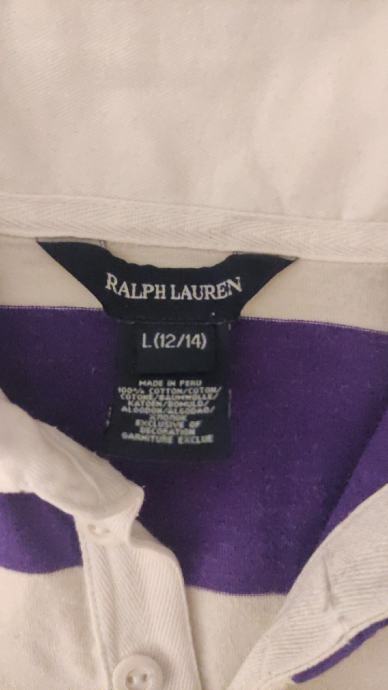 RALPH LAUREN
L(12/14)
MADE IN PERU
100% COTTON/COTON/
COTONE/BAUMWOLLE/
KATOEN/BOMULD/
ALGODON/ALGODAO/
ХЛОПОК
EXCLUSIVE OF
DECORATION
GARNITURE EXCLUE